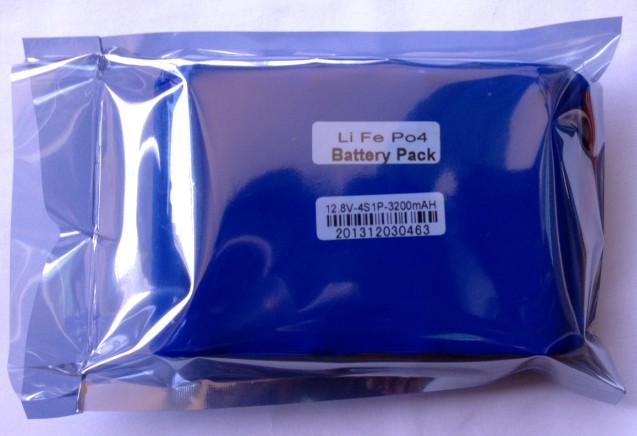 Li Fe Po4
Battery Pack
12.8V-4S1P-3200mAH
201312030463